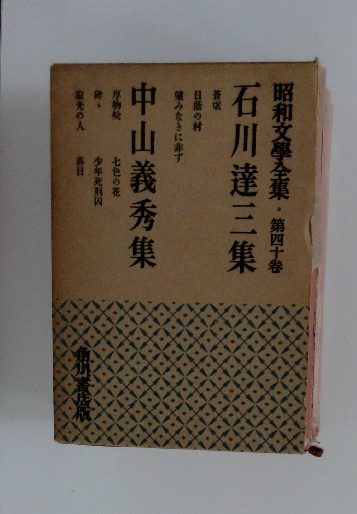 昭和文學全集・第四十卷
石川達三集
蒼氓
日蔭の村
望みなきに非ず
中山義秀集
厚物咲 七色の花
碑 少年死刑囚
寂光の人 落日
角川書店版